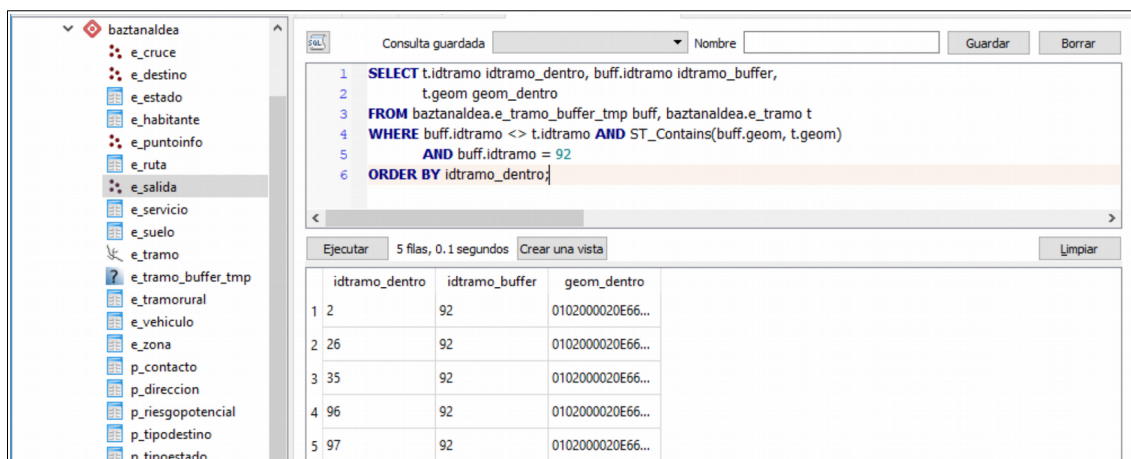 baztanaldea
e_cruce
e_destino
e_estado
e_habitante
e_puntoinfo
e_ruta
e_salida
e_servicio
e_suelo
e_tramo
e_tramo_buffer_tmp
e_tramorural
e_vehiculo
e_zona
p_contacto
p_direccion
p_riesgopotencial
p_tipodestino
p_tipoestado
SQL Consulta guardada Nombre Guardar Borrar
1 SELECT t.idtramo idtramo_dentro, buff.idtramo idtramo_buffer,
2 t.geom geom_dentro
3 FROM baztanaldea.e_tramo_buffer_tmp buff, baztanaldea.e_tramo t
4 WHERE buff.idtramo <> t.idtramo AND ST_Contains(buff.geom, t.geom)
5 AND buff.idtramo = 92
6 ORDER BY idtramo_dentro;
Ejecutar 5 filas, 0.1 segundos Crear una vista Limpiar
idtramo_dentro idtramo_buffer geom_dentro
1 2 92 0102000020E66...
2 26 92 0102000020E66...
3 35 92 0102000020E66...
4 96 92 0102000020E66...
5 97 92 0102000020E66...